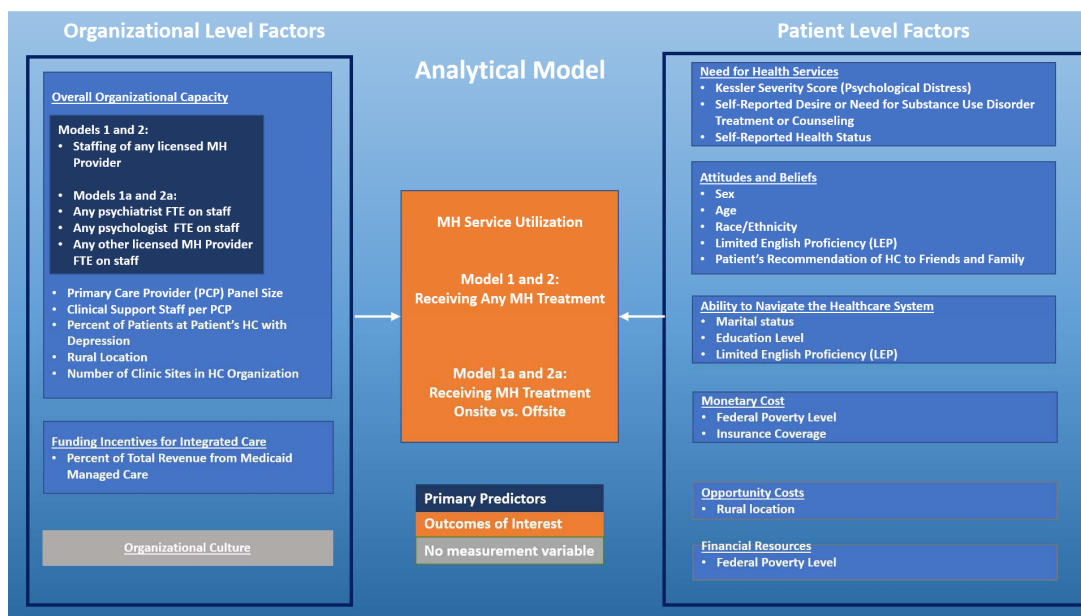 Organizational Level Factors
Overall Organizational Capacity
Models 1 and 2:
• Staffing of any licensed MH
Provider
• Models 1a and 2a:
• Any psychiatrist FTE on staff
• Any psychologist FTE on staff
• Any other licensed MH Provider
FTE on staff
• Primary Care Provider (PCP) Panel Size
• Clinical Support Staff per PCP
• Percent of Patients at Patient's HC with
Depression
• Rural Location
• Number of Clinic Sites in HC Organization
Funding Incentives for Integrated Care
• Percent of Total Revenue from Medicaid
Managed Care
Organizational Culture
Analytical Model
MH Service Utilization
Model 1 and 2:
Receiving Any MH Treatment
Model 1a and 2a:
Receiving MH Treatment
Onsite vs. Offsite
Primary Predictors
Outcomes of Interest
No measurement variable
Patient Level Factors
Need for Health Services
• Kessler Severity Score (Psychological Distress)
• Self-Reported Desire or Need for Substance Use Disorder
Treatment or Counseling
• Self-Reported Health Status
Attitudes and Beliefs
• Sex
• Age
• Race/Ethnicity
• Limited English Proficiency (LEP)
• Patient's Recommendation of HC to Friends and Family
Ability to Navigate the Healthcare System
• Marital status
• Education Level
• Limited English Proficiency (LEP)
Monetary Cost
• Federal Poverty Level
• Insurance Coverage
Opportunity Costs
• Rural location
Financial Resources
• Federal Poverty Level